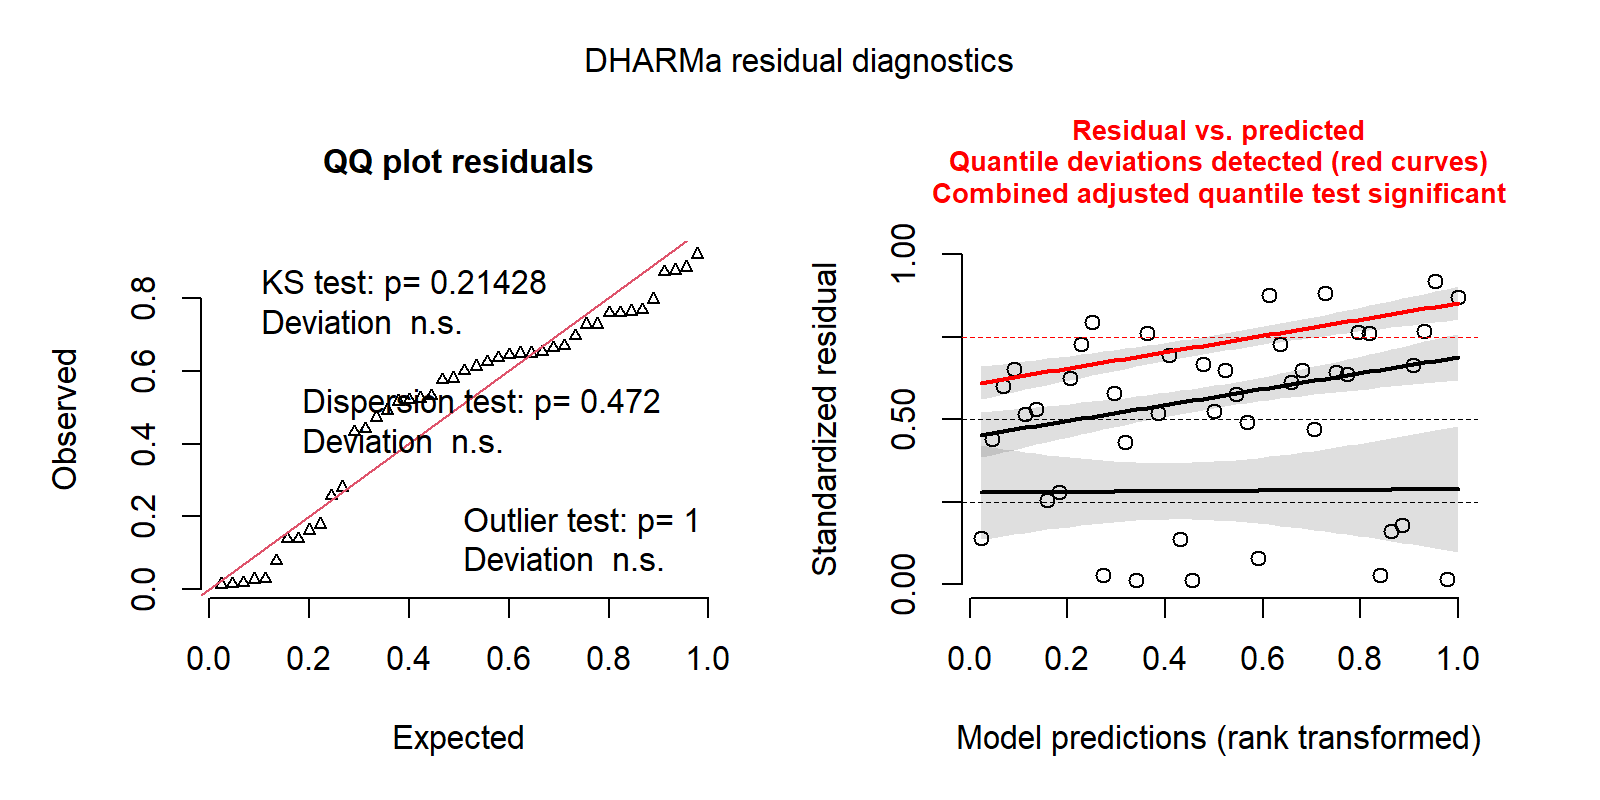 DHARMa residual diagnostics
QQ plot residuals
KS test: p= 0.21428
Deviation  n.s.
Dispersion test: p= 0.472
Deviation  n.s.
Outlier test: p= 1
Deviation  n.s.
Observed
0.0 0.2 0.4 0.6 0.8
0.0 0.2 0.4 0.6 0.8 1.0
Expected
Residual vs. predicted
Quantile deviations detected (red curves)
Combined adjusted quantile test significant
Standardized residual
0.00 0.50 1.00
0.0 0.2 0.4 0.6 0.8 1.0
Model predictions (rank transformed)